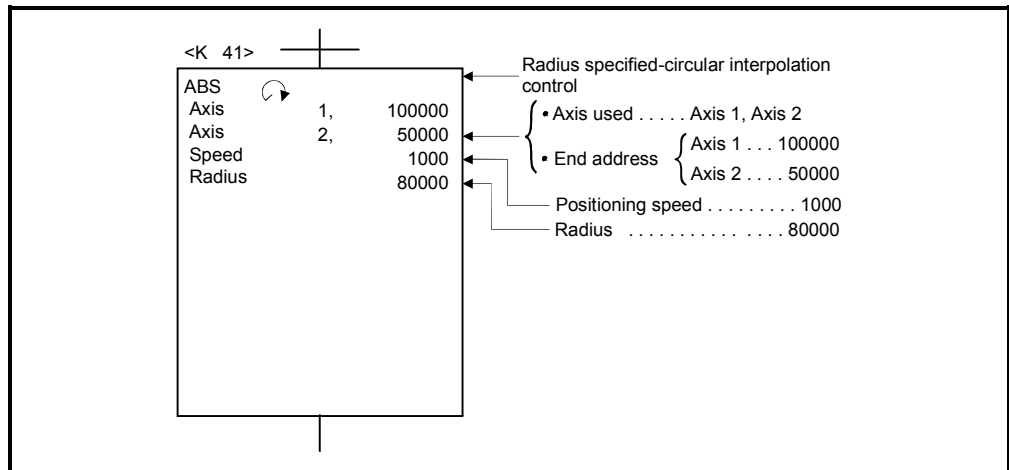 <K 41>
ABS
Axis 1, 100000
Axis 2, 50000
Speed 1000
Radius 80000
Radius specified-circular interpolation
control
• Axis used . . . . . Axis 1, Axis 2
• End address
Axis 1 . . . 100000
Axis 2 . . . . 50000
Positioning speed . . . . . . . . . 1000
Radius . . . . . . . . . . . . . . . 80000